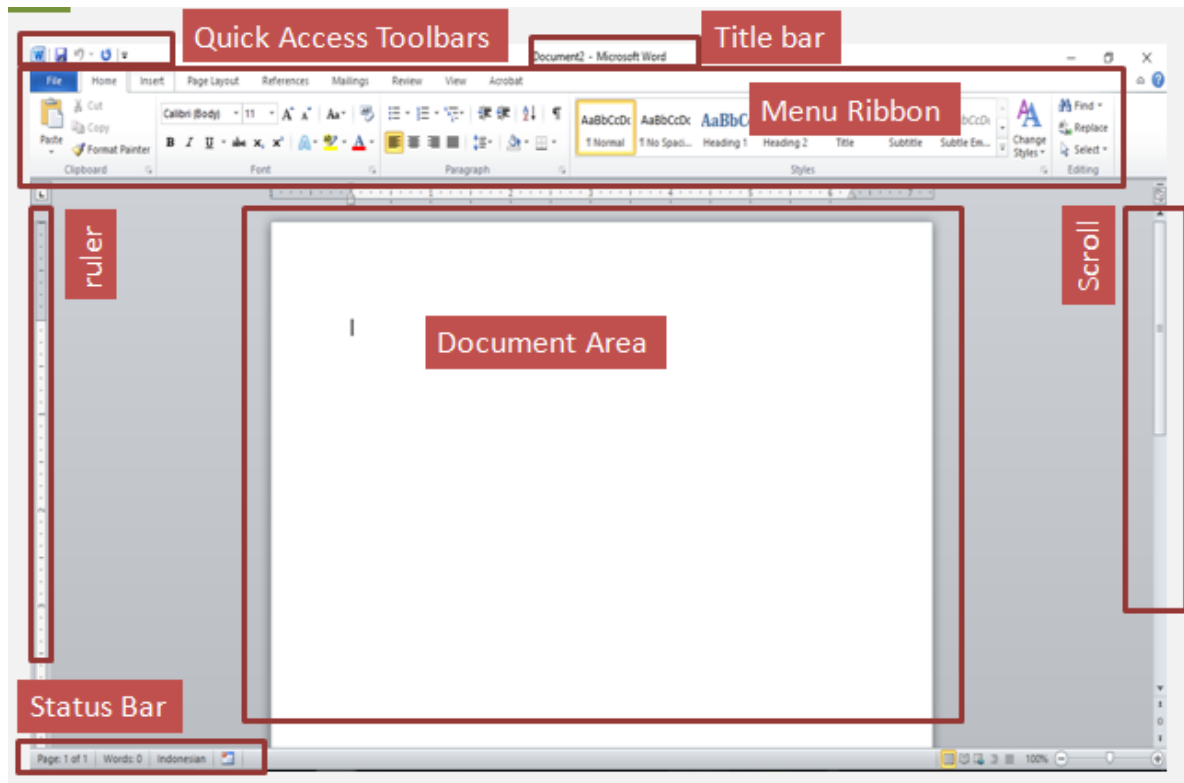 Quick Access Toolbars
Title bar
Document2 - Microsoft Word
File Home Insert Page Layout References Mailings Review View Acrobat
Menu Ribbon
Cut
Copy
Paste
Format Painter
Calibri (Body) 11
AaBbCcDc AaBbCcDc AaBbC
¶ Normal ¶ No Spaci... Heading 1 Heading 2 Title Subtitle Subtle Em...
Change
Styles
Find
Replace
Select
Clipboard Font Paragraph Styles Editing
ruler
Scroll
Document Area
Status Bar
Page: 1 of 1 Words: 0 Indonesian 100%